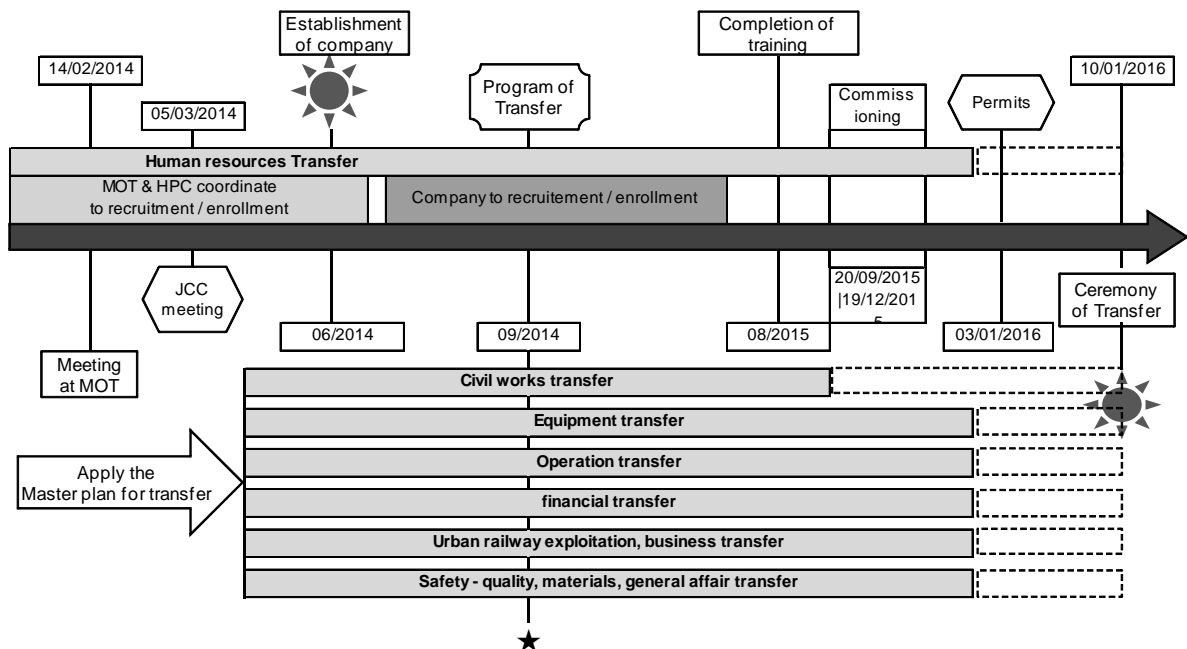 Establishment
of company
Completion of
training
14/02/2014
10/01/2016
Program of
Transfer
Commiss
ioning
Permits
05/03/2014
Human resources Transfer
MOT & HPC coordinate
to recruitment / enrollment
Company to recruitement / enrollment
JCC
meeting
20/09/2015
|19/12/201
5
Ceremony
of Transfer
06/2014
09/2014
08/2015
03/01/2016
Meeting
at MOT
Civil works transfer
Equipment transfer
Operation transfer
Apply the
Master plan for transfer
financial transfer
Urban railway exploitation, business transfer
Safety - quality, materials, general affair transfer